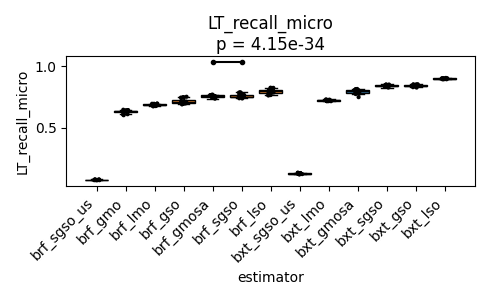 LT_recall_micro
p = 4.15e-34
LT_recall_micro
1.0
0.5
brf_sgso_us
brf_gmo
brf_lmo
brf_gso
brf_gmosa
brf_sgso
brf_lso
bxt_sgso_us
bxt_lmo
bxt_gmosa
bxt_sgso
bxt_gso
bxt_lso
estimator